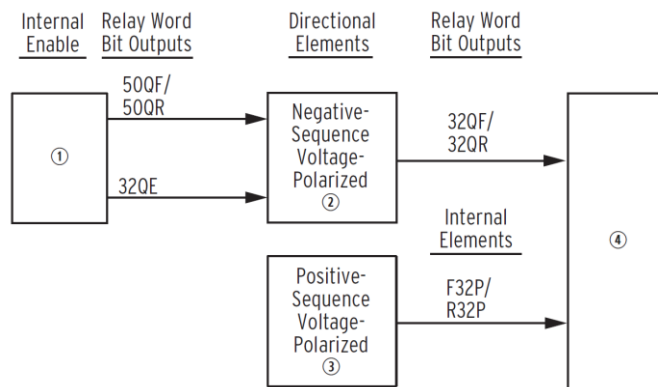 Internal
Enable
Relay Word
Bit Outputs
Directional
Elements
Relay Word
Bit Outputs
①
50QF/
50QR
32QE
Negative-
Sequence
Voltage-
Polarized
②
32QF/
32QR
Internal
Elements
Positive-
Sequence
Voltage-
Polarized
③
F32P/
R32P
④